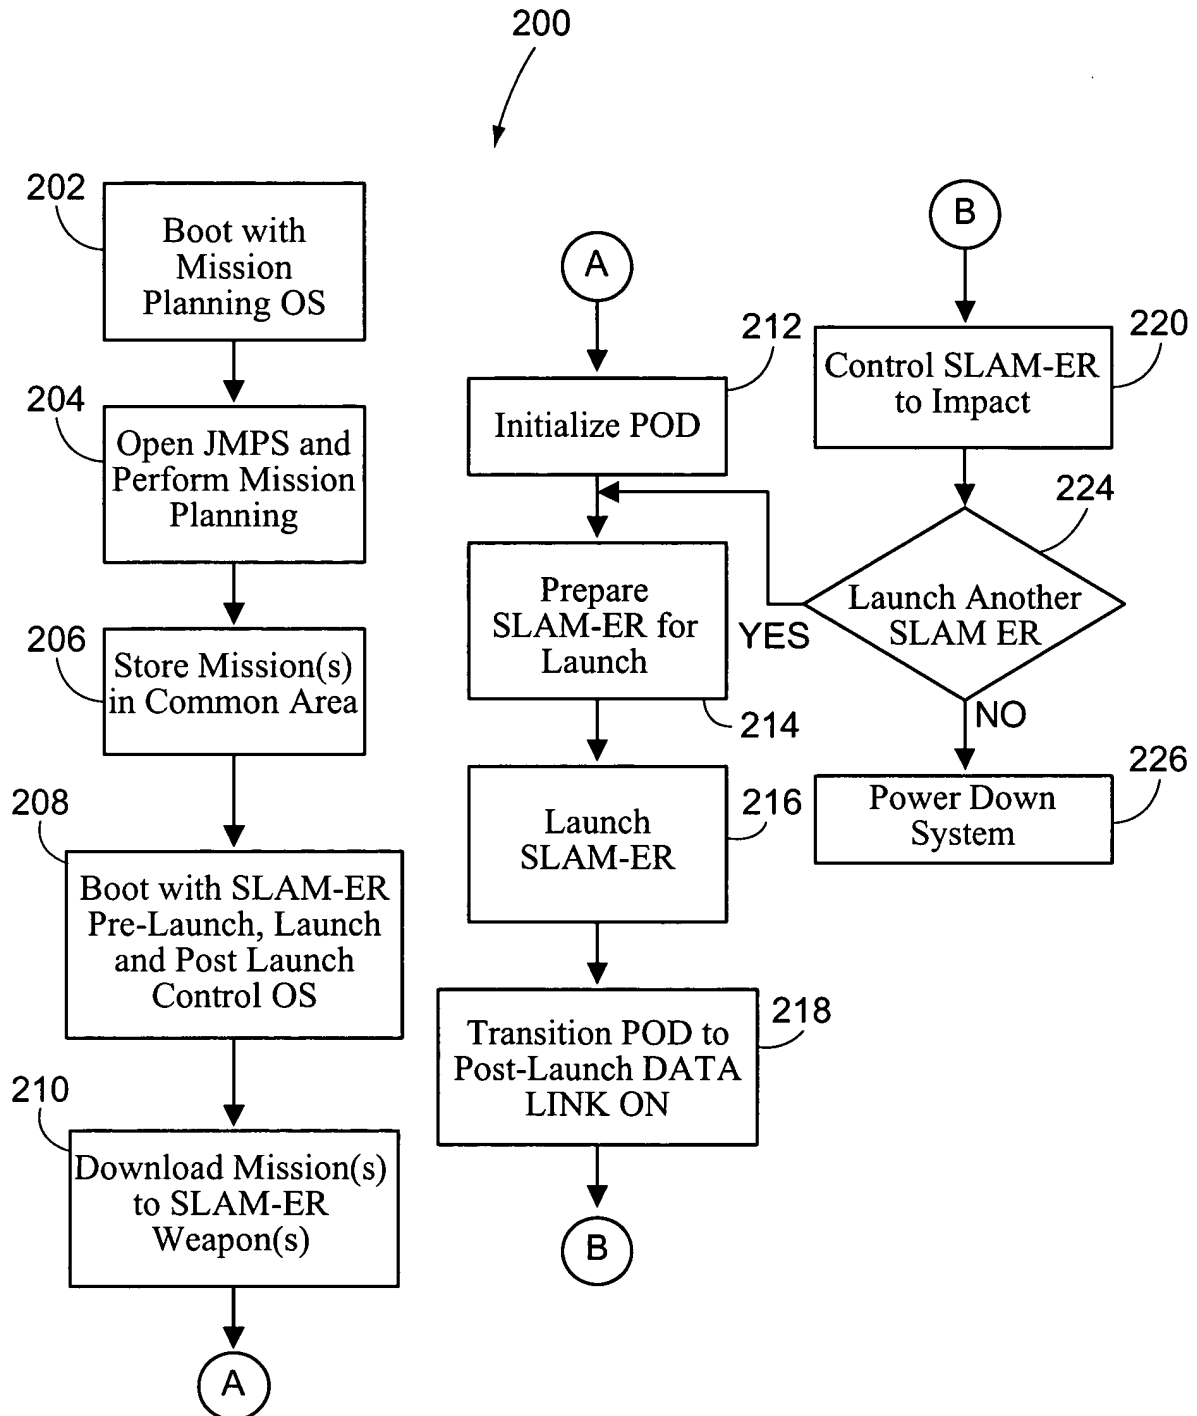 200
202
Boot with
Mission
Planning OS
204
Open JMPS and
Perform Mission
Planning
206
Store Mission(s)
in Common Area
208
Boot with SLAM-ER
Pre-Launch, Launch
and Post Launch
Control OS
210
Download Mission(s)
to SLAM-ER
Weapon(s)
A
A
212
Initialize POD
Prepare
SLAM-ER for
Launch
214
Launch
SLAM-ER
216
Transition POD to
Post-Launch DATA
LINK ON
218
B
B
220
Control SLAM-ER
to Impact
224
Launch Another
SLAM ER
YES
NO
226
Power Down
System